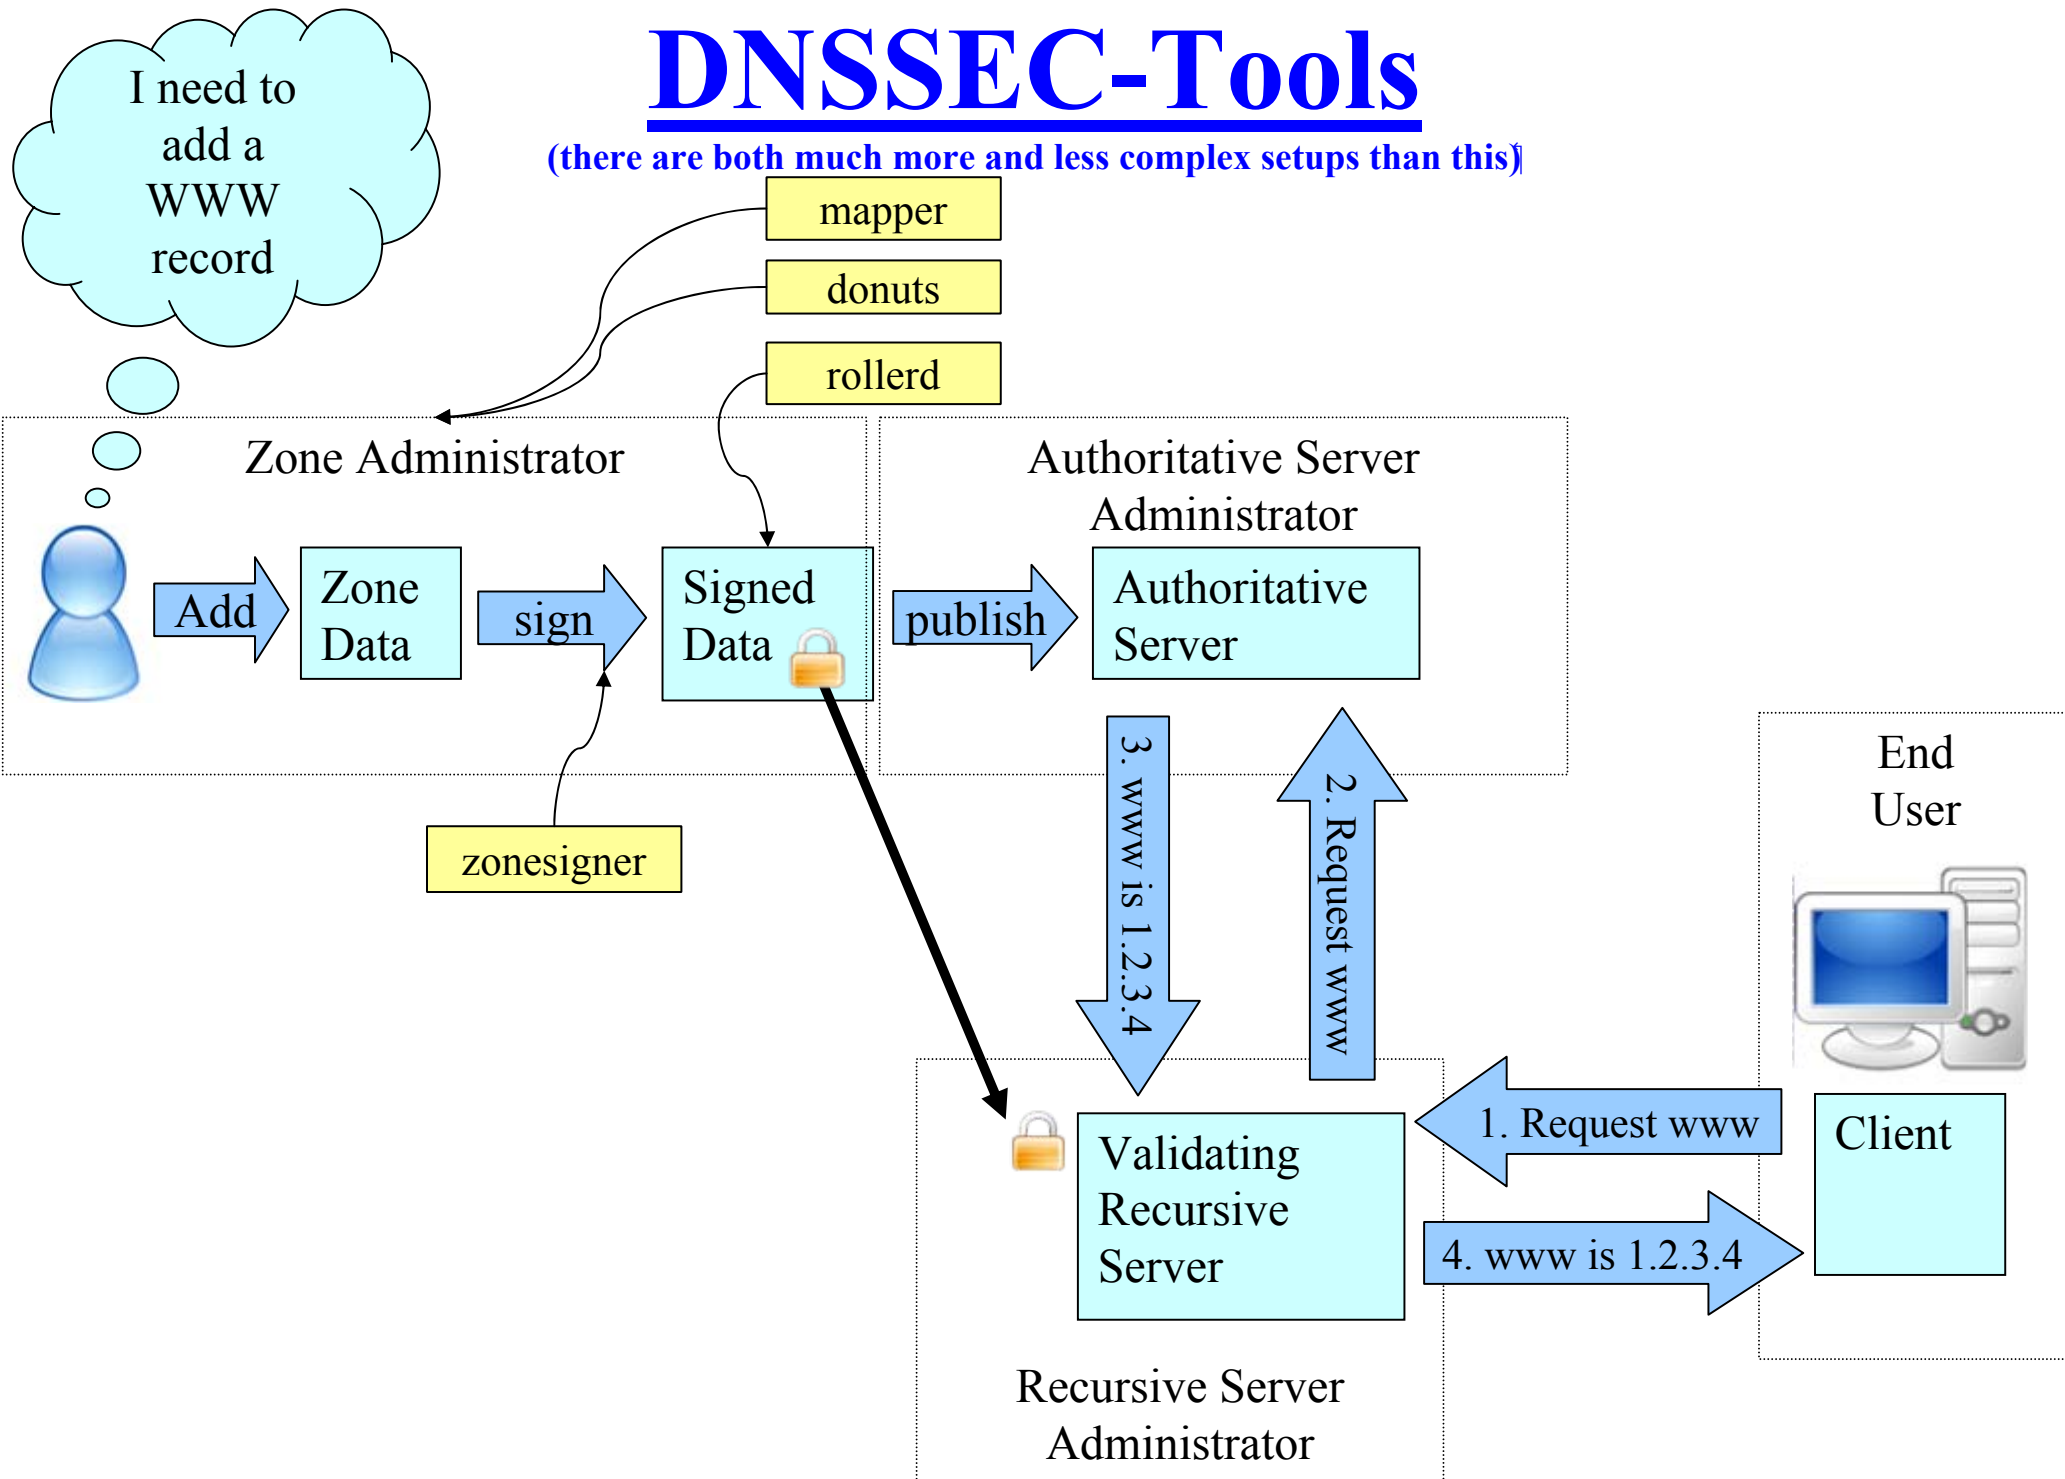 DNSSEC-Tools
(there are both much more and less complex setups than this)
I need to
add a
WWW
record
mapper
donuts
rollerd
Zone Administrator
Add
Zone
Data
sign
Signed
Data
zonesigner
publish
Authoritative Server
Administrator
Authoritative
Server
3. www is 1.2.3.4
2. Request www
End
User
1. Request www
Client
Validating
Recursive
Server
4. www is 1.2.3.4
Recursive Server
Administrator